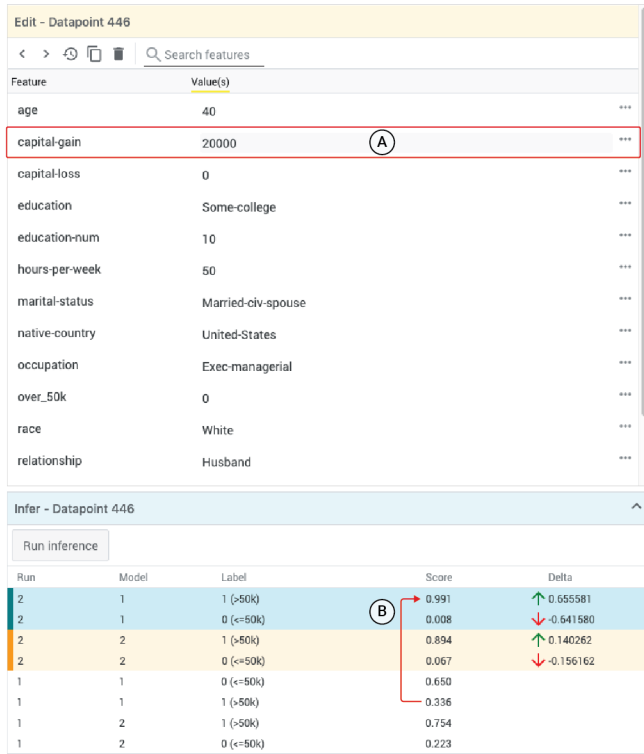 Edit - Datapoint 446
Search features
Feature Value(s)
age 40
capital-gain 20000 A
capital-loss 0
education Some-college
education-num 10
hours-per-week 50
marital-status Married-civ-spouse
native-country United-States
occupation Exec-managerial
over_50k 0
race White
relationship Husband
Infer - Datapoint 446
Run inference
Run Model Label Score Delta
2 1 1 (>50k) 0.991 0.655581
B
2 1 0 (<=50k) 0.008 -0.641580
2 2 1 (>50k) 0.894 0.140262
2 2 0 (<=50k) 0.067 -0.156162
1 1 0 (<=50k) 0.650
1 1 1 (>50k) 0.336
1 2 1 (>50k) 0.754
1 2 0 (<=50k) 0.223